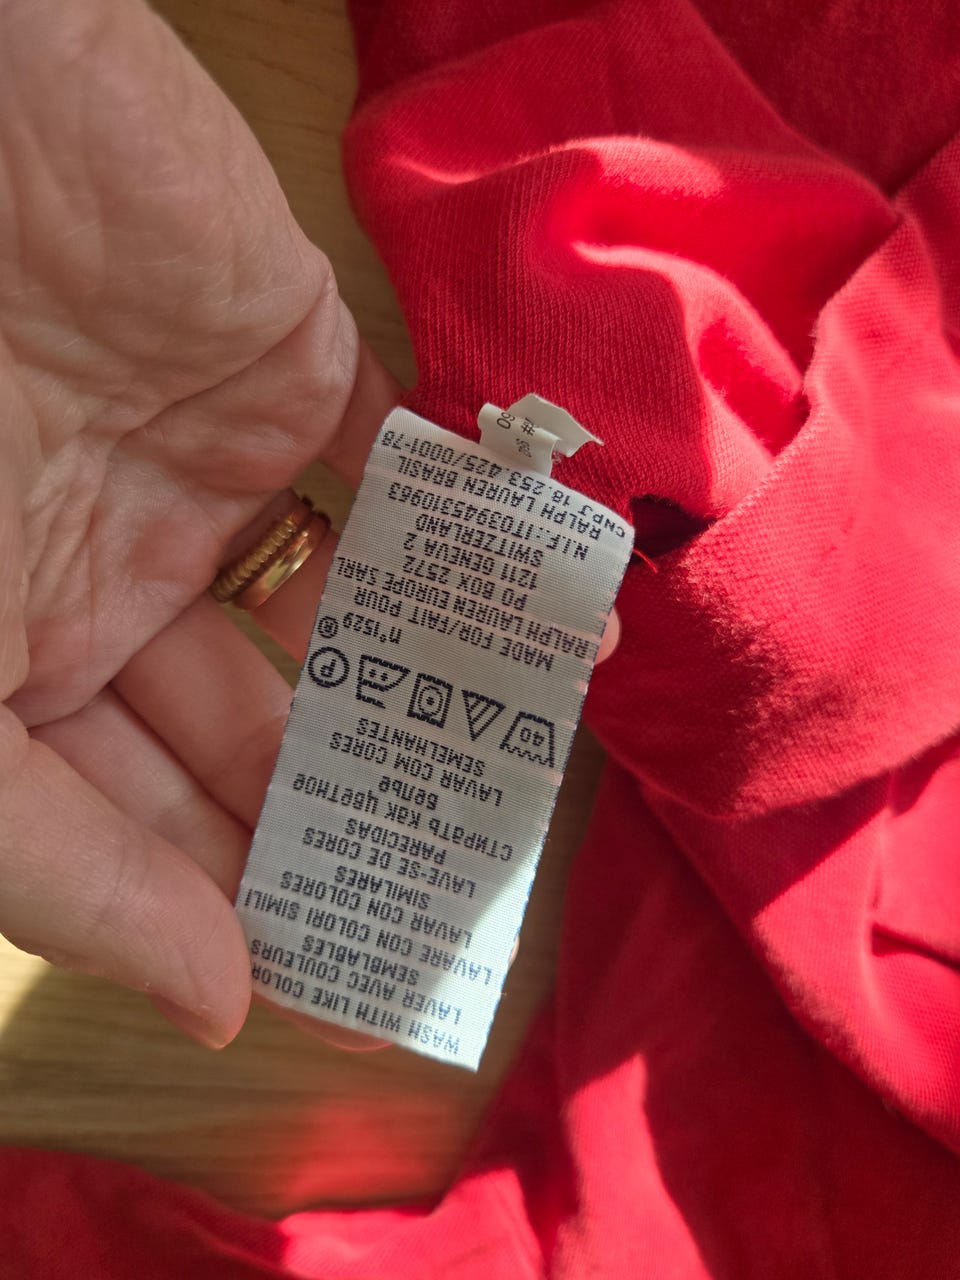 WASH WITH LIKE COLOR
LAVER AVEC COULEURS
SEMBLABLES
LAVARE CON COLORI SIMILI
LAVAR CON COLORES
SIMILARES
LAVE-SE DE CORES
PARECIDAS
СТИРАТЬ КАК ЦВЕТНОЕ
БЕЛЬЕ
LAVAR COM CORES
SEMELHANTES
40 P
n°1529 ®
MADE FOR/FAIT POUR
RALPH LAUREN EUROPE SARL
PO BOX 2572
1211 GENEVA 2
SWITZERLAND
N.I.F.:IT03945310963
RALPH LAUREN BRASIL
CNPJ 18.253.425/0001-78